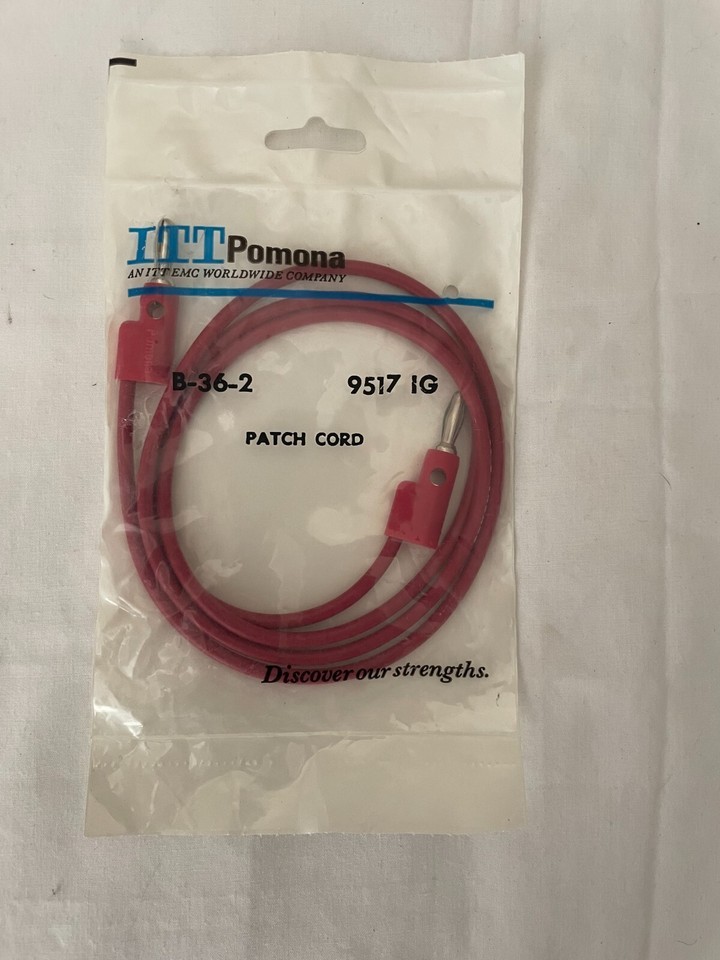 ITT Pomona
AN ITT EMC WORLDWIDE COMPANY
B-36-2 9517 IG
PATCH CORD
Discover our strengths.